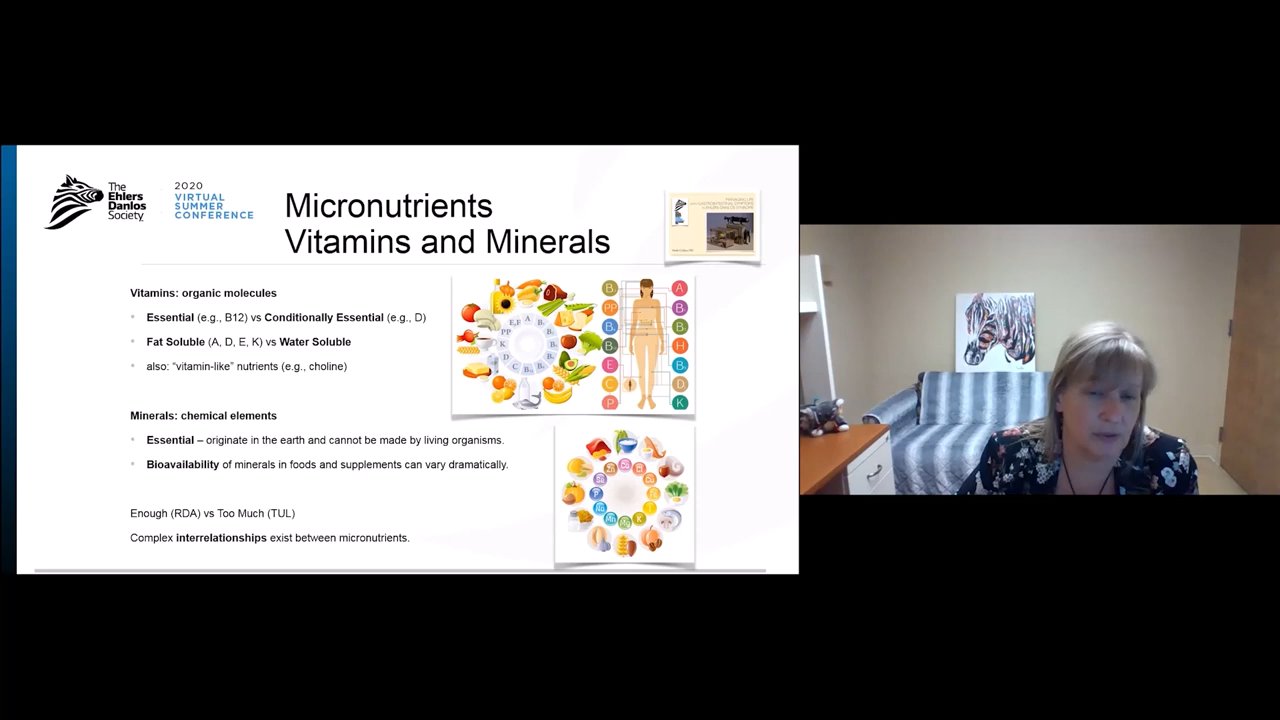 The
Ehlers
Danlos
Society
2020
VIRTUAL
SUMMER
CONFERENCE
Micronutrients
Vitamins and Minerals
Vitamins: organic molecules
Essential (e.g., B12) vs Conditionally Essential (e.g., D)
Fat Soluble (A, D, E, K) vs Water Soluble
also: “vitamin-like” nutrients (e.g., choline)
Minerals: chemical elements
Essential – originate in the earth and cannot be made by living organisms.
Bioavailability of minerals in foods and supplements can vary dramatically.
Enough (RDA) vs Too Much (TUL)
Complex interrelationships exist between micronutrients.